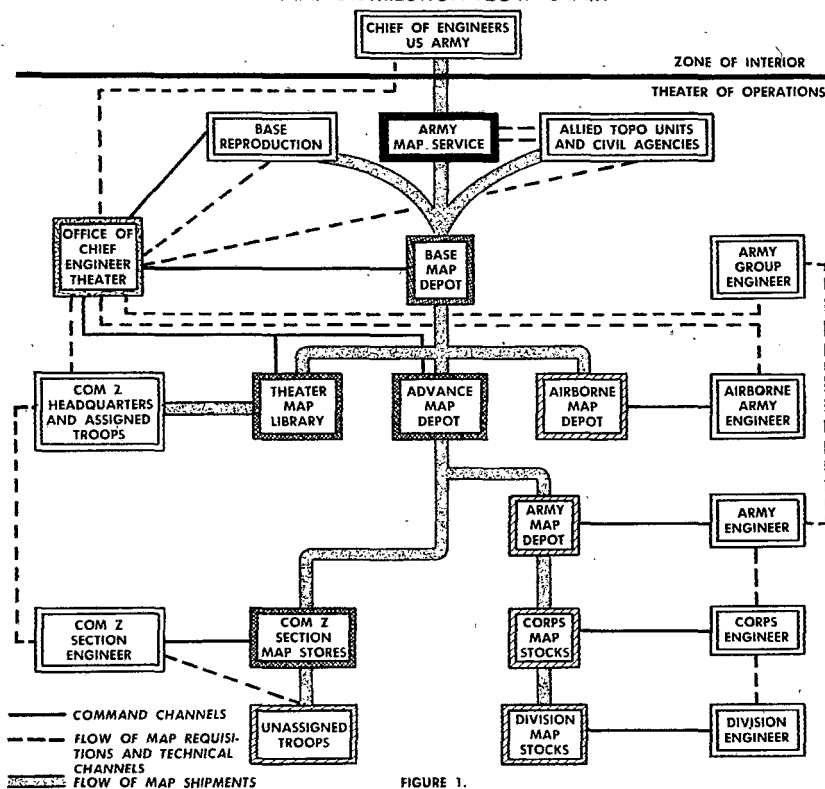 CHIEF OF ENGINEERS
US ARMY
ZONE OF INTERIOR
THEATER OF OPERATIONS
BASE
REPRODUCTION
ARMY
MAP SERVICE
ALLIED TOPO UNITS
AND CIVIL AGENCIES
OFFICE OF
CHIEF
ENGINEER
THEATER
BASE
MAP
DEPOT
ARMY
GROUP
ENGINEER
COM Z
HEADQUARTERS
AND ASSIGNED
TROOPS
THEATER
MAP
LIBRARY
ADVANCE
MAP
DEPOT
AIRBORNE
MAP
DEPOT
AIRBORNE
ARMY
ENGINEER
ARMY
MAP
DEPOT
ARMY
ENGINEER
COM Z
SECTION
ENGINEER
COM Z
SECTION
MAP STORES
CORPS
MAP
STOCKS
CORPS
ENGINEER
UNASSIGNED
TROOPS
DIVISION
MAP
STOCKS
DIVISION
ENGINEER
COMMAND CHANNELS
FLOW OF MAP REQUISI-
TIONS AND TECHNICAL
CHANNELS
FLOW OF MAP SHIPMENTS
FIGURE 1.